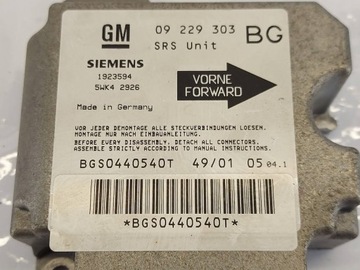 GM 09 229 303 BG
SRS Unit
SIEMENS
1923594
5WK4 2926
VORNE
FORWARD
Made in Germany
VOR JEDER DEMONTAGE ALLE STECKVERBINDUNGEN LOESEN.
MONTAGE NUR NACH EINBAUANLEITUNG!
BEFORE EVERY DISASSEMBLY, DETACH ALL CONNECTORS.
ASSEMBLE STRICTLY ACCORDING TO MANUAL INSTRUCTIONS!
BGS0440540T 49/01 05 04.1
*BGS0440540T*